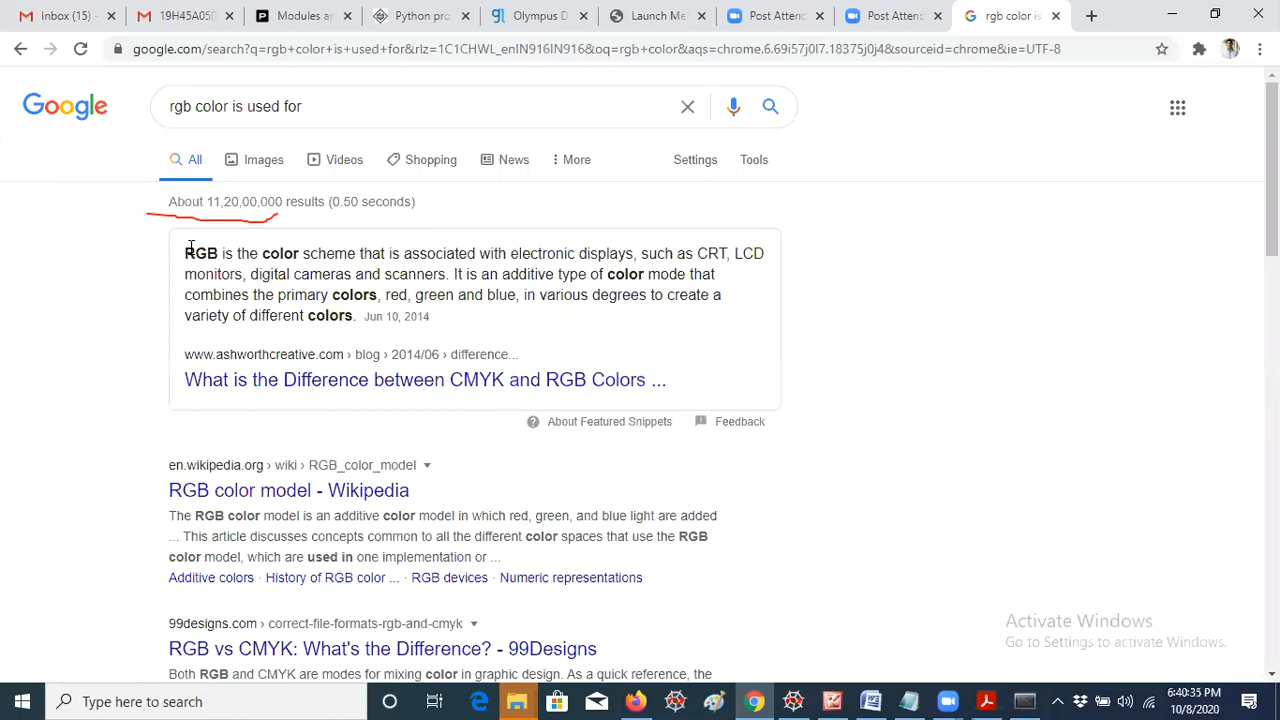 inbox (15) -
19H45A050
Modules an
Python pro
Olympus D
Launch Me
Post Atten
Post Atten
rgb color is
google.com/search?q=rgb+color+is+used+for&rlz=1C1CHWL_enIN916IN916&oq=rgb+color&aqs=chrome.6.69i57j0l7.18375j0j4&sourceid=chrome&ie=UTF-8
Google
rgb color is used for
All
Images
Videos
Shopping
News
More
Settings
Tools
About 11,20,00,000 results (0.50 seconds)
RGB is the color scheme that is associated with electronic displays, such as CRT, LCD
monitors, digital cameras and scanners. It is an additive type of color mode that
combines the primary colors, red, green and blue, in various degrees to create a
variety of different colors. Jun 10, 2014
www.ashworthcreative.com › blog › 2014/06 › difference...
What is the Difference between CMYK and RGB Colors ...
About Featured Snippets
Feedback
en.wikipedia.org › wiki › RGB_color_model
RGB color model - Wikipedia
The RGB color model is an additive color model in which red, green, and blue light are added
... This article discusses concepts common to all the different color spaces that use the RGB
color model, which are used in one implementation or ...
Additive colors · History of RGB color ... · RGB devices · Numeric representations
99designs.com › correct-file-formats-rgb-and-cmyk
RGB vs CMYK: What's the Difference? - 99Designs
Both RGB and CMYK are modes for mixing color in graphic design. As a quick reference, the
Activate Windows
Go to Settings to activate Windows.
Type here to search
6:40:35 PM
10/8/2020